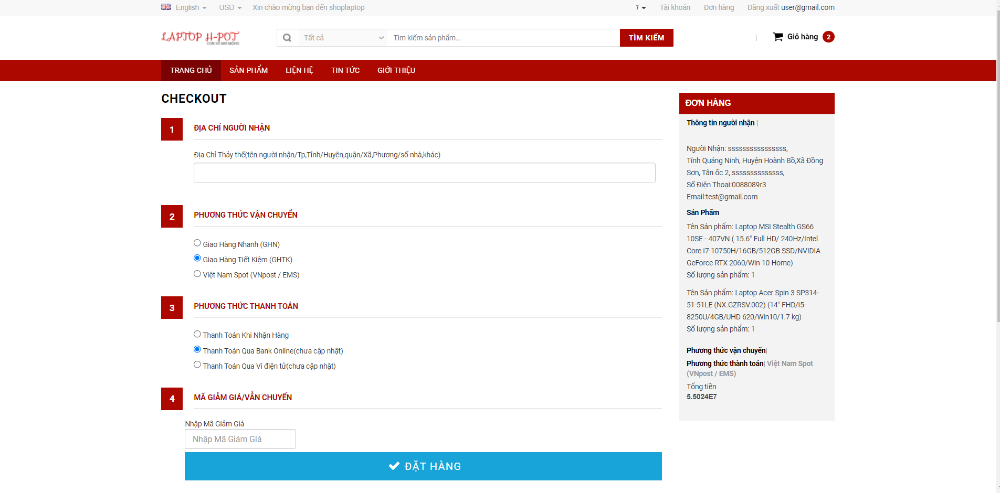 English USD Xin chào mừng bạn đến shoplaptop
1 Tài khoản Đơn hàng Đăng xuất user@gmail.com
LAPTOP H-POT
CON SỐ MƠ MỘNG
Tất cả Tìm kiếm sản phẩm... TÌM KIẾM
| Giỏ hàng 2
TRANG CHỦ SẢN PHẨM LIỆN HỆ TIN TỨC GIỚI THIỆU
CHECKOUT
1 ĐỊA CHỈ NGƯỜI NHẬN
Địa Chỉ Thảy thế(tên người nhận/Tp,Tỉnh/Huyện,quận/Xã,Phương/số nhà,khác)
2 PHƯƠNG THỨC VẬN CHUYỂN
Giao Hàng Nhanh (GHN)
Giao Hàng Tiết Kiệm (GHTK)
Việt Nam Spot (VNpost / EMS)
3 PHƯƠNG THỨC THANH TOÁN
Thanh Toán Khi Nhận Hàng
Thanh Toán Qua Bank Online(chưa cập nhật)
Thanh Toán Qua Ví điện tử(chưa cập nhật)
4 MÃ GIẢM GIÁ/VẪN CHUYỂN
Nhập Mã Giảm Giá
Nhập Mã Giám Giá
ĐẶT HÀNG
ĐƠN HÀNG
Thông tin người nhận |
Người Nhận: ssssssssssssssss,
Tỉnh Quảng Ninh, Huyện Hoành Bồ,Xã Đồng
Sơn, Tân ốc 2, ssssssssssssss,
Số Điện Thoại:0088089r3
Email:test@gmail.com
Sản Phẩm
Tên Sản phẩm: Laptop MSI Stealth GS66
10SE - 407VN ( 15.6" Full HD/ 240Hz/Intel
Core i7-10750H/16GB/512GB SSD/NVIDIA
GeForce RTX 2060/Win 10 Home)
Số lượng sản phẩm: 1
Tên Sản phẩm: Laptop Acer Spin 3 SP314-
51-51LE (NX.GZRSV.002) (14" FHD/i5-
8250U/4GB/UHD 620/Win10/1.7 kg)
Số lượng sản phẩm: 1
Phương thức vận chuyển|
Phương thức thành toán| Việt Nam Spot
(VNpost / EMS)
Tổng tiền
5.5024E7